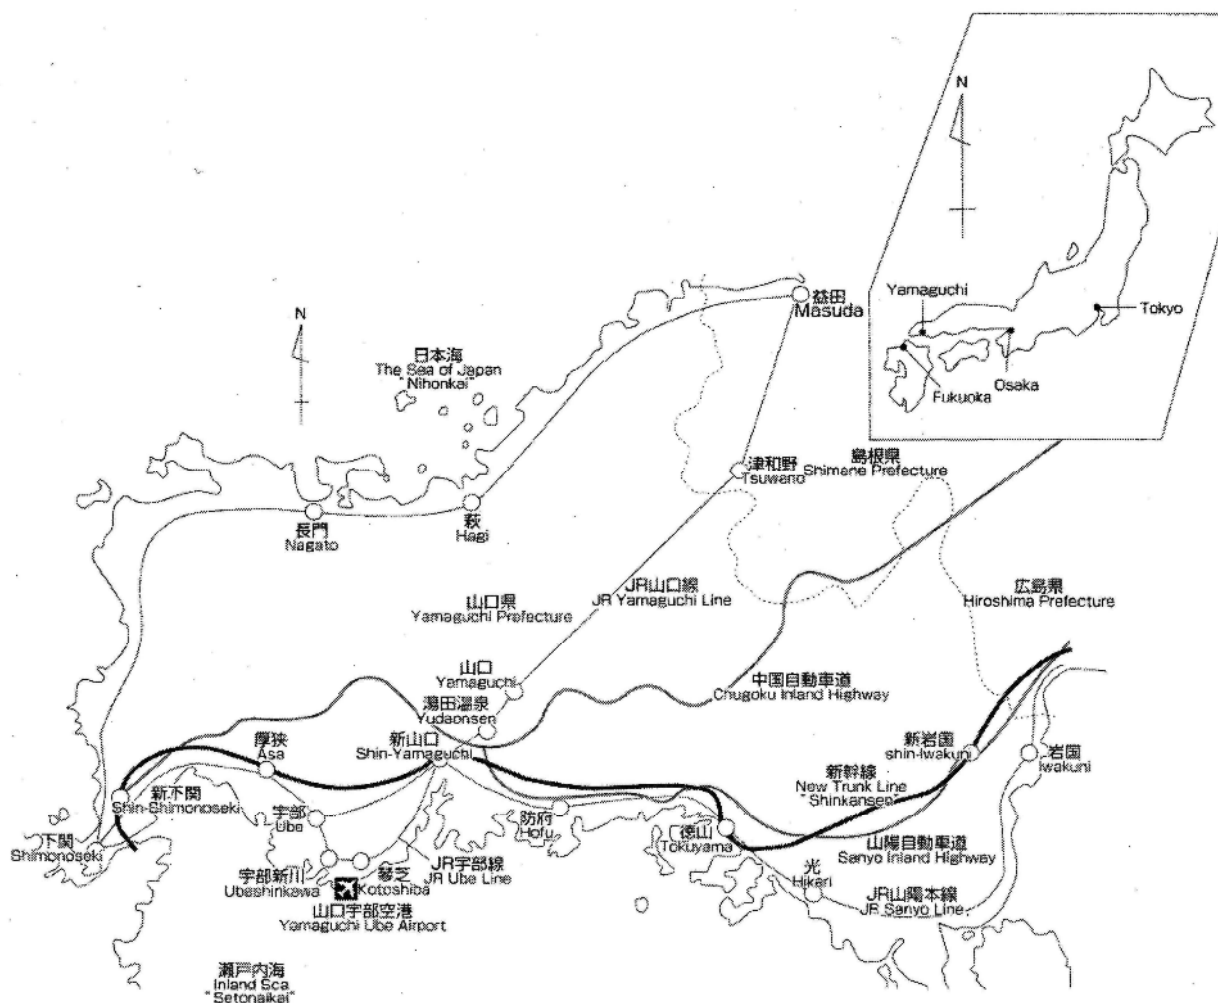 N
Yamaguchi
Tokyo
Osaka
Fukuoka
N
益田
Masuda
日本海
The Sea of Japan
"Nihonkai"
津和野
Tsuwano
島根県
Shimane Prefecture
長門
Nagato
萩
Hagi
JR山口線
JR Yamaguchi Line
山口県
Yamaguchi Prefecture
広島県
Hiroshima Prefecture
山口
Yamaguchi
中国自動車道
Chugoku Inland Highway
湯田温泉
Yudaonsen
厚狭
Asa
新山口
Shin-Yamaguchi
新岩国
shin-Iwakuni
岩国
Iwakuni
新幹線
New Trunk Line
"Shinkansen"
新下関
Shin-Shimonoseki
宇部
Ube
防府
Hofu
徳山
Tokuyama
下関
Shimonoseki
山陽自動車道
Sanyo Inland Highway
宇部新川
Ubeshinkawa
琴芝
Kotoshiba
JR宇部線
JR Ube Line
光
Hikari
JR山陽本線
JR Sanyo Line
山口宇部空港
Yamaguchi Ube Airport
瀬戸内海
Inland Sea
"Setonaikai"